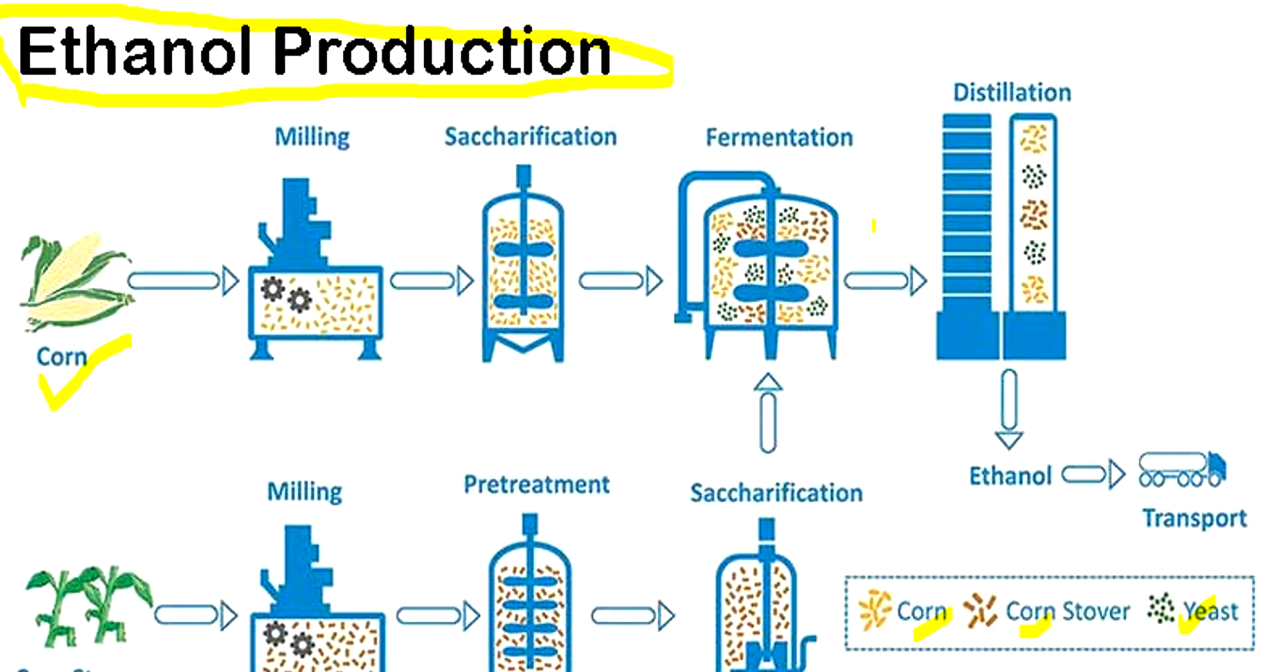 Ethanol Production
Distillation
Milling
Saccharification
Fermentation
Corn
Ethanol
Transport
Milling
Pretreatment
Saccharification
Corn
Corn Stover
Yeast